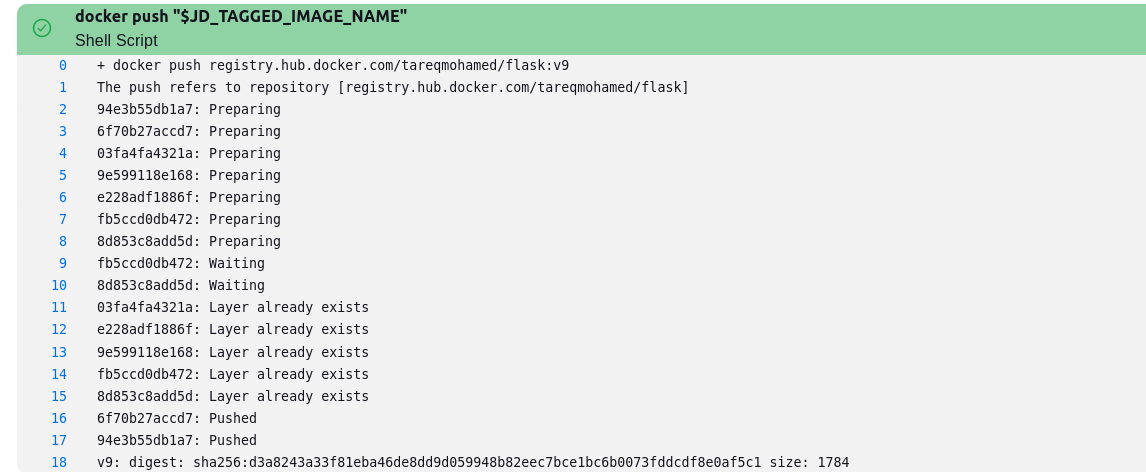 docker push "$JD_TAGGED_IMAGE_NAME"
Shell Script
0 + docker push registry.hub.docker.com/tareqmohamed/flask:v9
1 The push refers to repository [registry.hub.docker.com/tareqmohamed/flask]
2 94e3b55db1a7: Preparing
3 6f70b27accd7: Preparing
4 03fa4fa4321a: Preparing
5 9e599118e168: Preparing
6 e228adf1886f: Preparing
7 fb5ccd0db472: Preparing
8 8d853c8add5d: Preparing
9 fb5ccd0db472: Waiting
10 8d853c8add5d: Waiting
11 03fa4fa4321a: Layer already exists
12 e228adf1886f: Layer already exists
13 9e599118e168: Layer already exists
14 fb5ccd0db472: Layer already exists
15 8d853c8add5d: Layer already exists
16 6f70b27accd7: Pushed
17 94e3b55db1a7: Pushed
18 v9: digest: sha256:d3a8243a33f81eba46de8dd9d059948b82eec7bce1bc6b0073fddcdf8e0af5c1 size: 1784